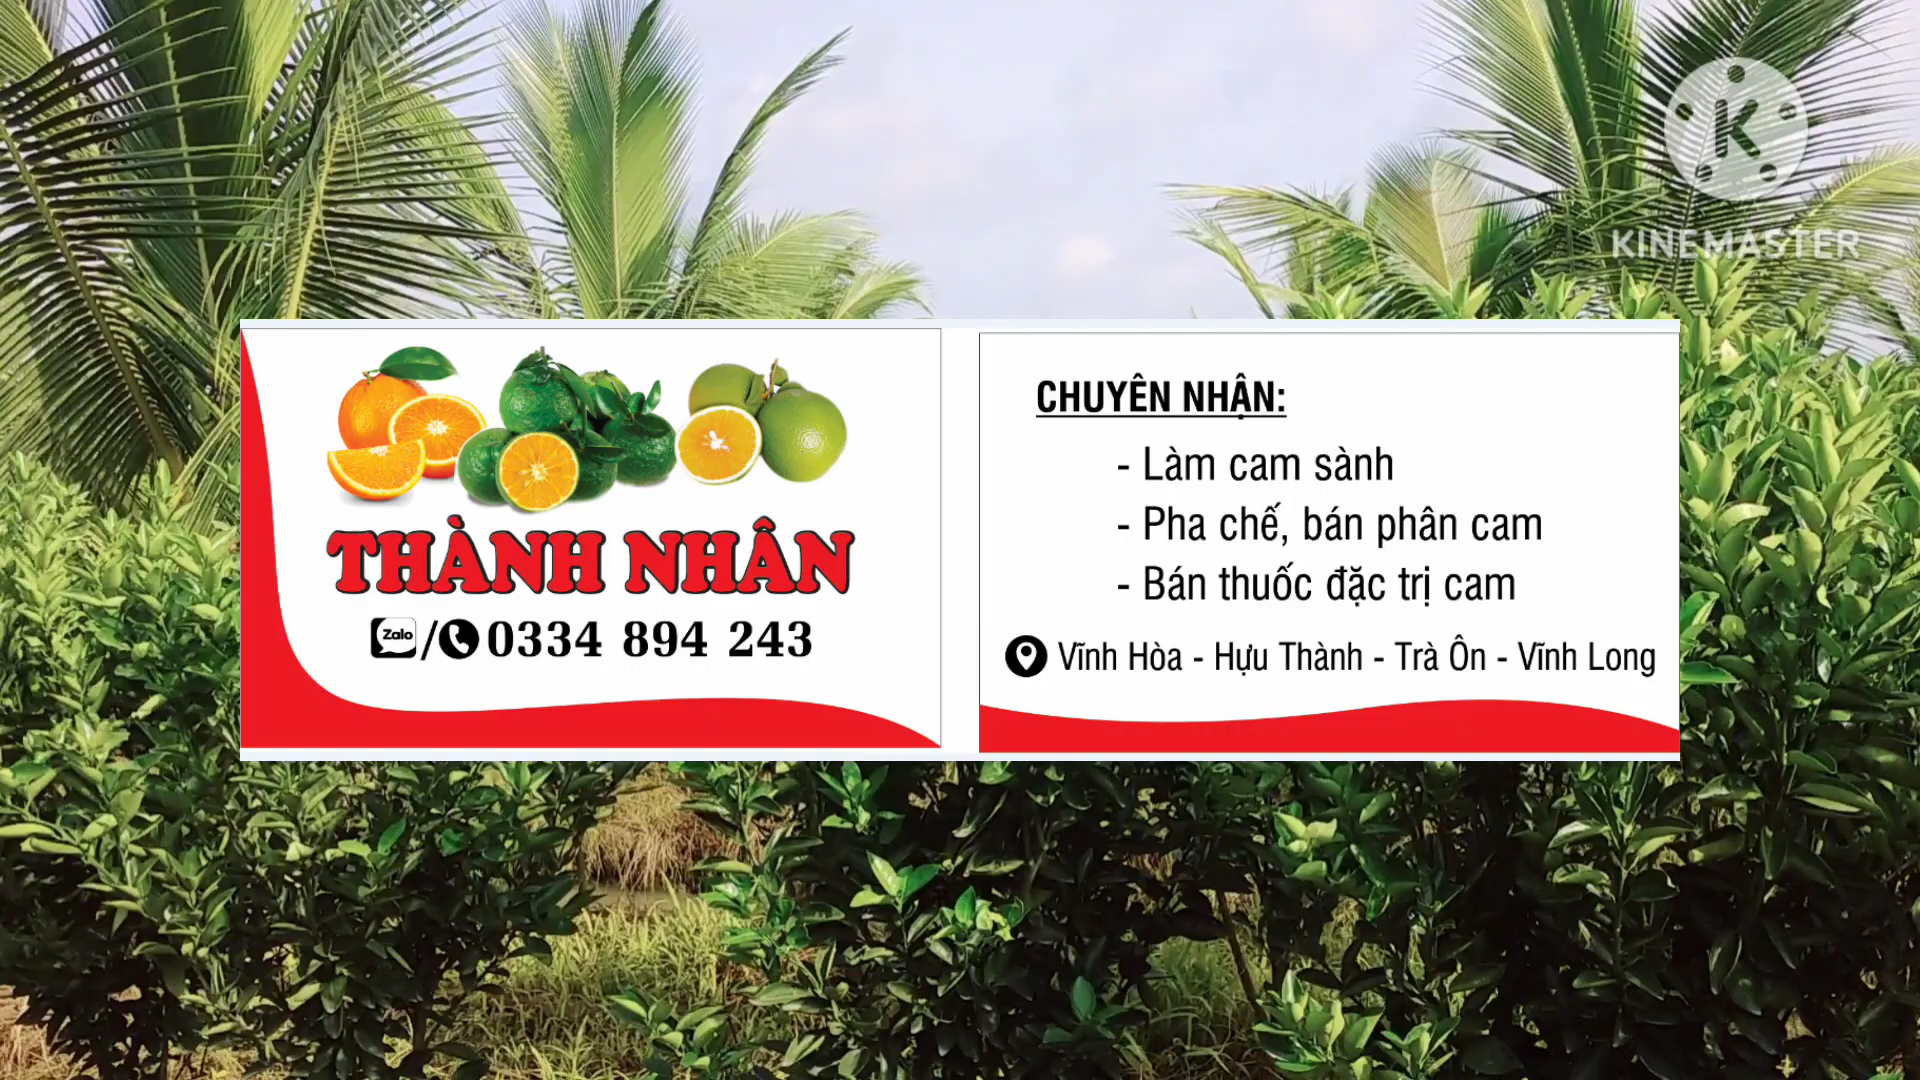 K
KINEMASTER
THÀNH NHÂN
Zalo/0334 894 243
CHUYÊN NHẬN:
- Làm cam sành
- Pha chế, bán phân cam
- Bán thuốc đặc trị cam
Vĩnh Hòa - Hựu Thành - Trà Ôn - Vĩnh Long